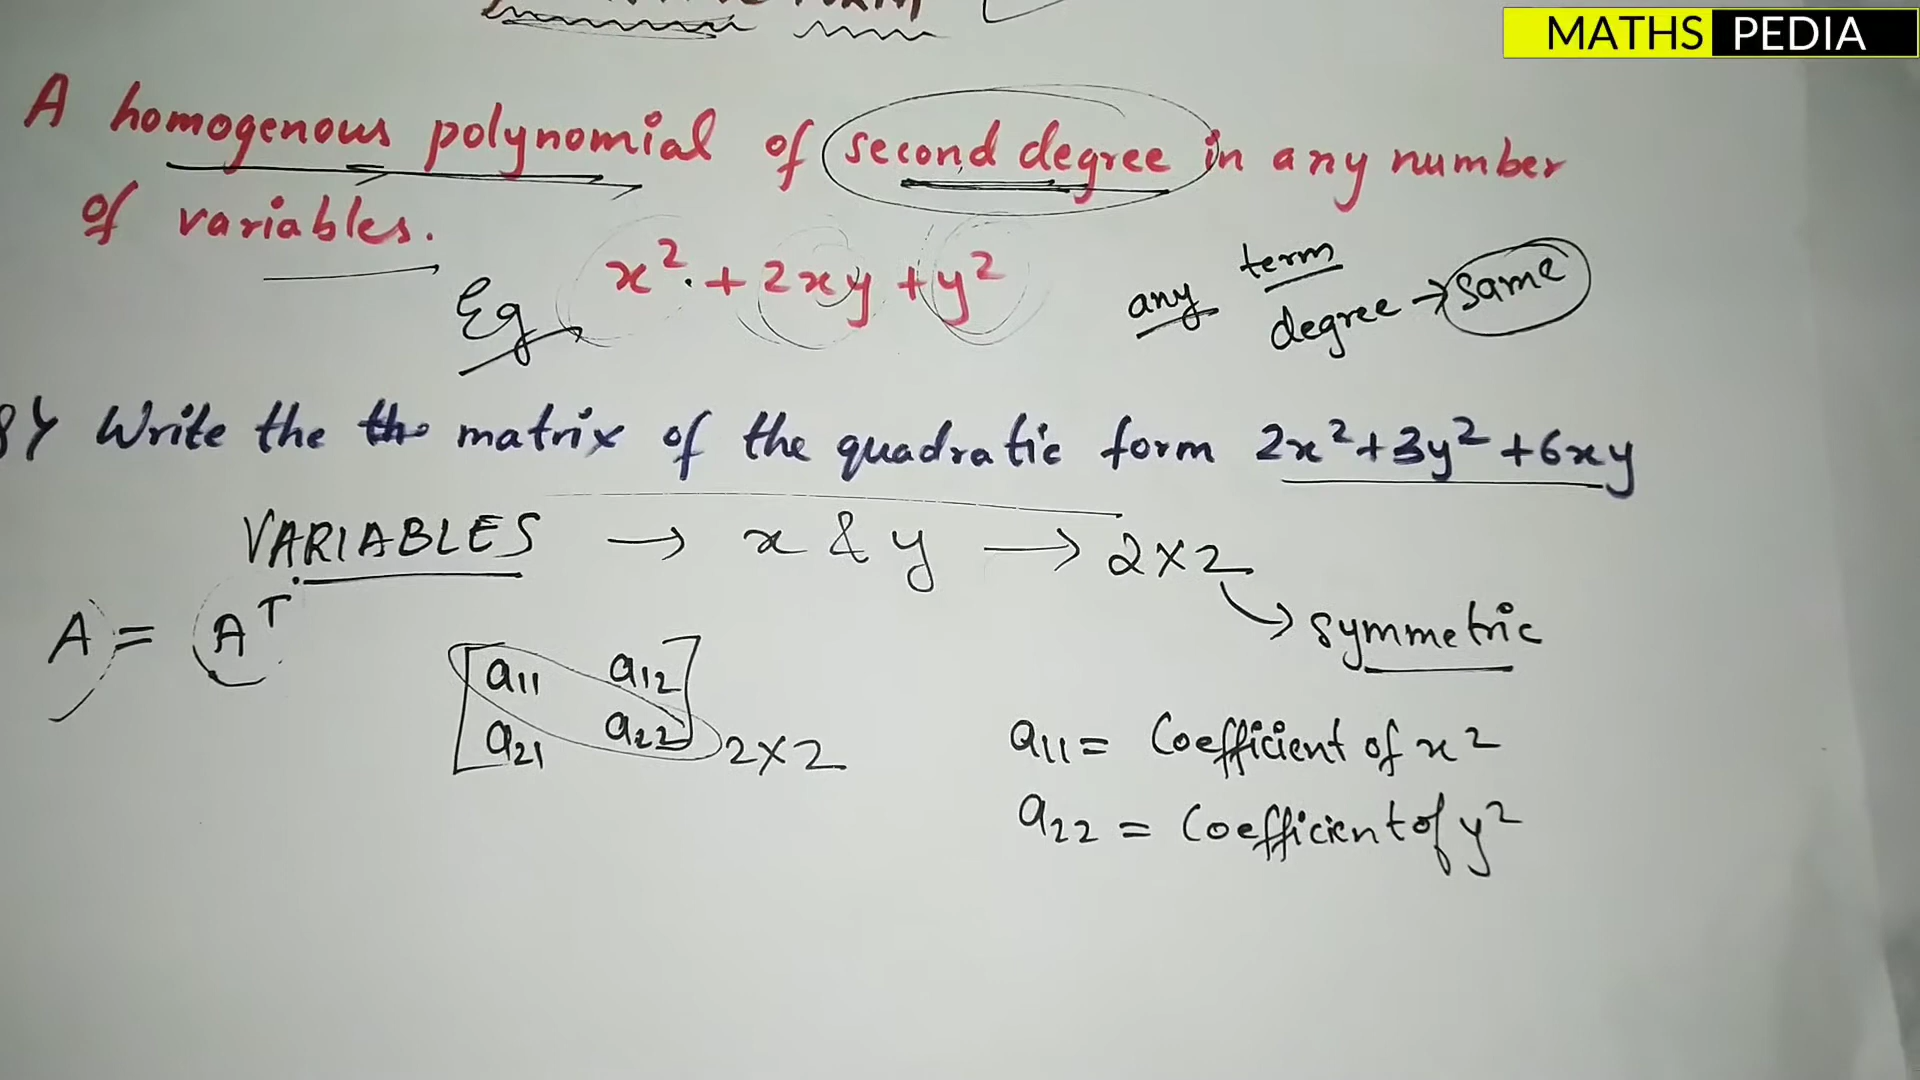 MATHS PEDIA
A homogenous polynomial of second degree in any number
of variables.
Eg x² + 2xy + y²
any term
degree → same
Write the the matrix of the quadratic form 2x²+3y²+6xy
VARIABLES → x & y → 2×2
→ symmetric
A = Aᵀ
[a11 a12
a21 a22] 2×2
a11 = Coefficient of x²
a22 = Coefficient of y²